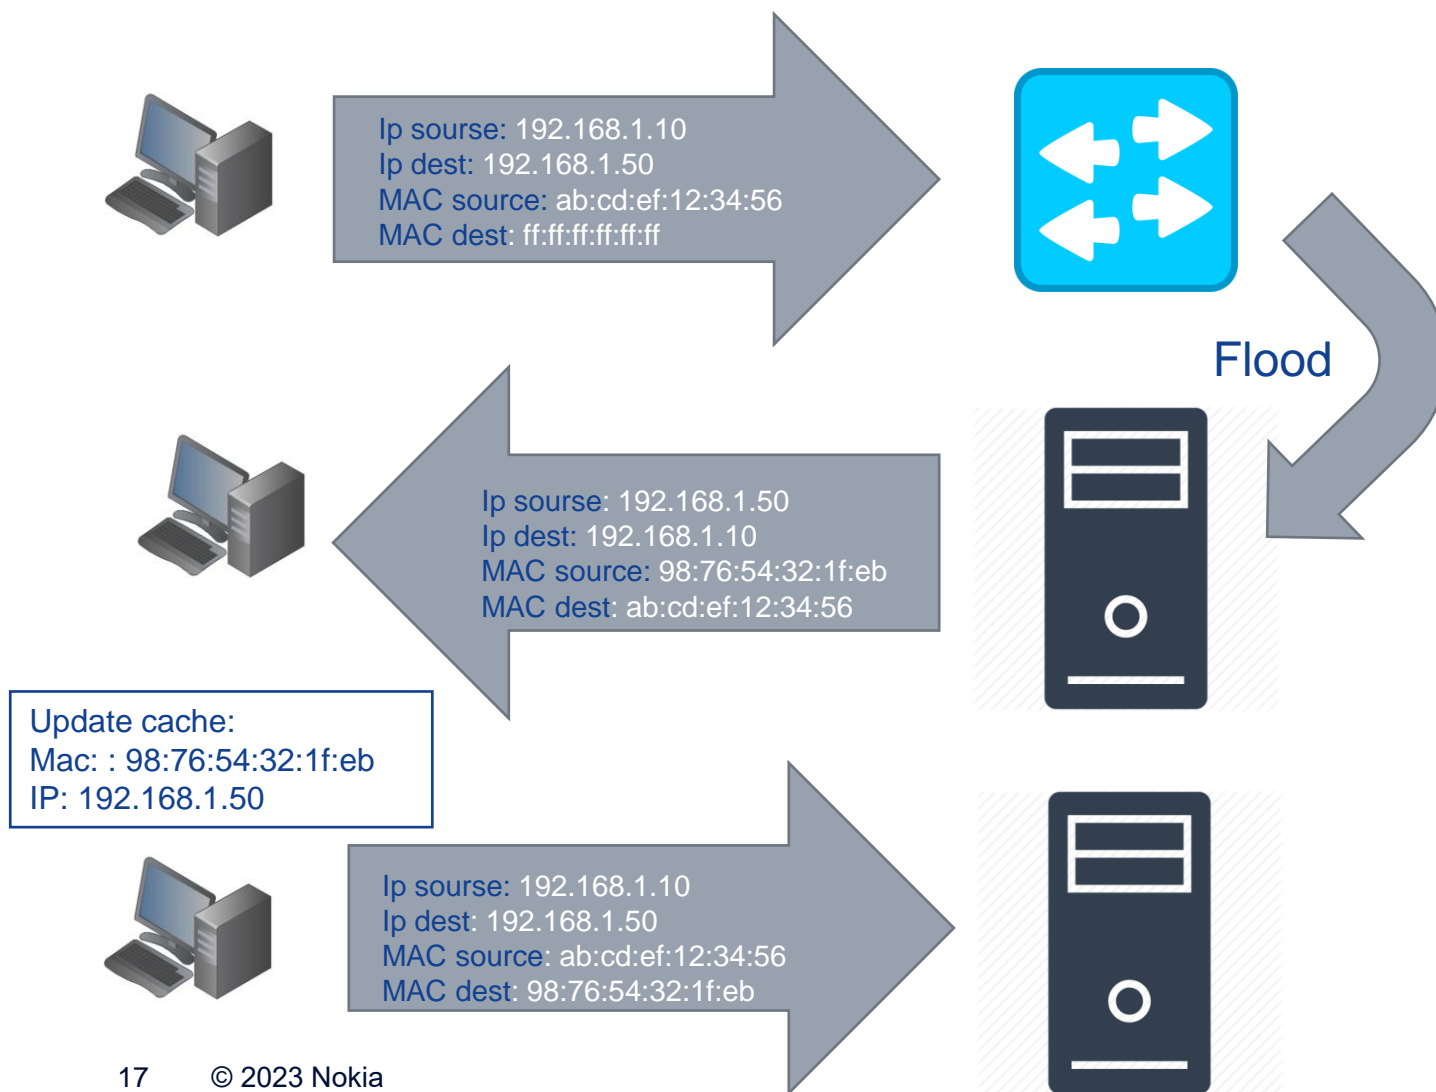 Ip sourse: 192.168.1.10
Ip dest: 192.168.1.50
MAC source: ab:cd:ef:12:34:56
MAC dest: ff:ff:ff:ff:ff:ff
Flood
Ip sourse: 192.168.1.50
Ip dest: 192.168.1.10
MAC source: 98:76:54:32:1f:eb
MAC dest: ab:cd:ef:12:34:56
Update cache:
Mac: : 98:76:54:32:1f:eb
IP: 192.168.1.50
Ip sourse: 192.168.1.10
Ip dest: 192.168.1.50
MAC source: ab:cd:ef:12:34:56
MAC dest: 98:76:54:32:1f:eb
17 © 2023 Nokia